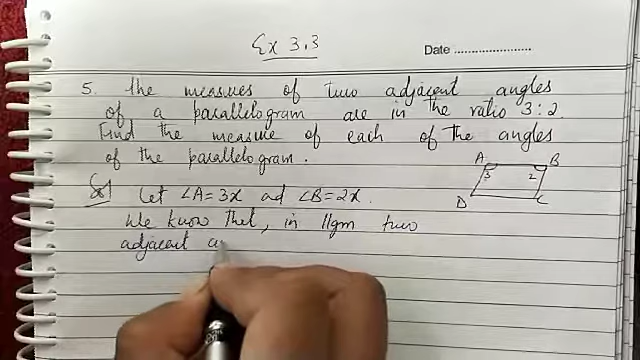 Ex 3.3
Date ......................
5. The measures of two adjacent angles
of a parallelogram are in the ratio 3:2.
Find the measure of each of the angles
of the parallelogram.
A B
3 2
D C
Sol Let ∠A=3x ad ∠B=2x.
We know that, in ||gm two
adjacent a